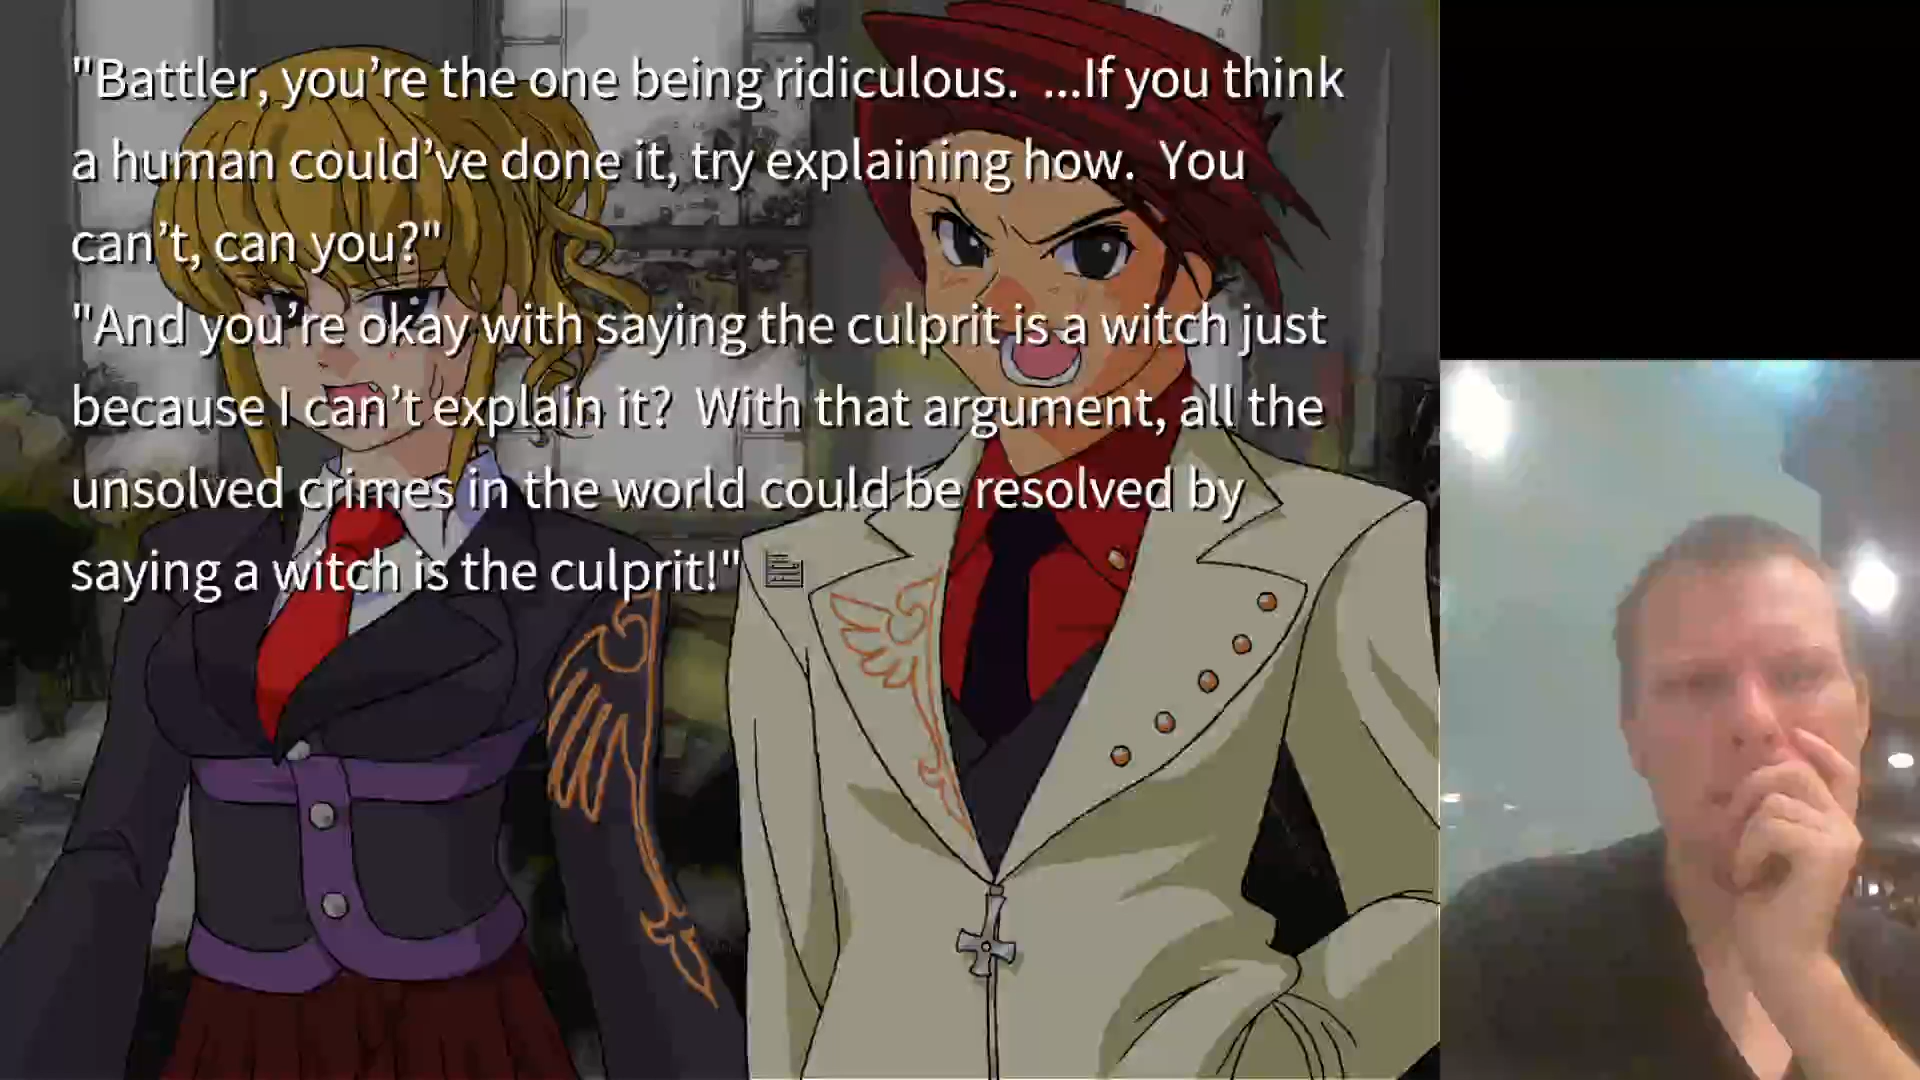 "Battler, you’re the one being ridiculous.  ...If you think
a human could’ve done it, try explaining how.  You
can’t, can you?"
"And you’re okay with saying the culprit is a witch just
because I can’t explain it?  With that argument, all the
unsolved crimes in the world could be resolved by
saying a witch is the culprit!"